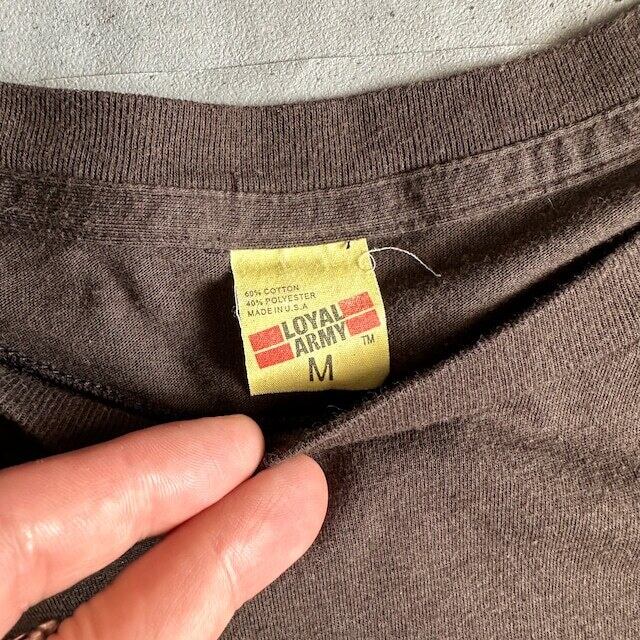 60% COTTON
40% POLYESTER
MADE IN U.S.A
LOYAL
ARMY
TM
M